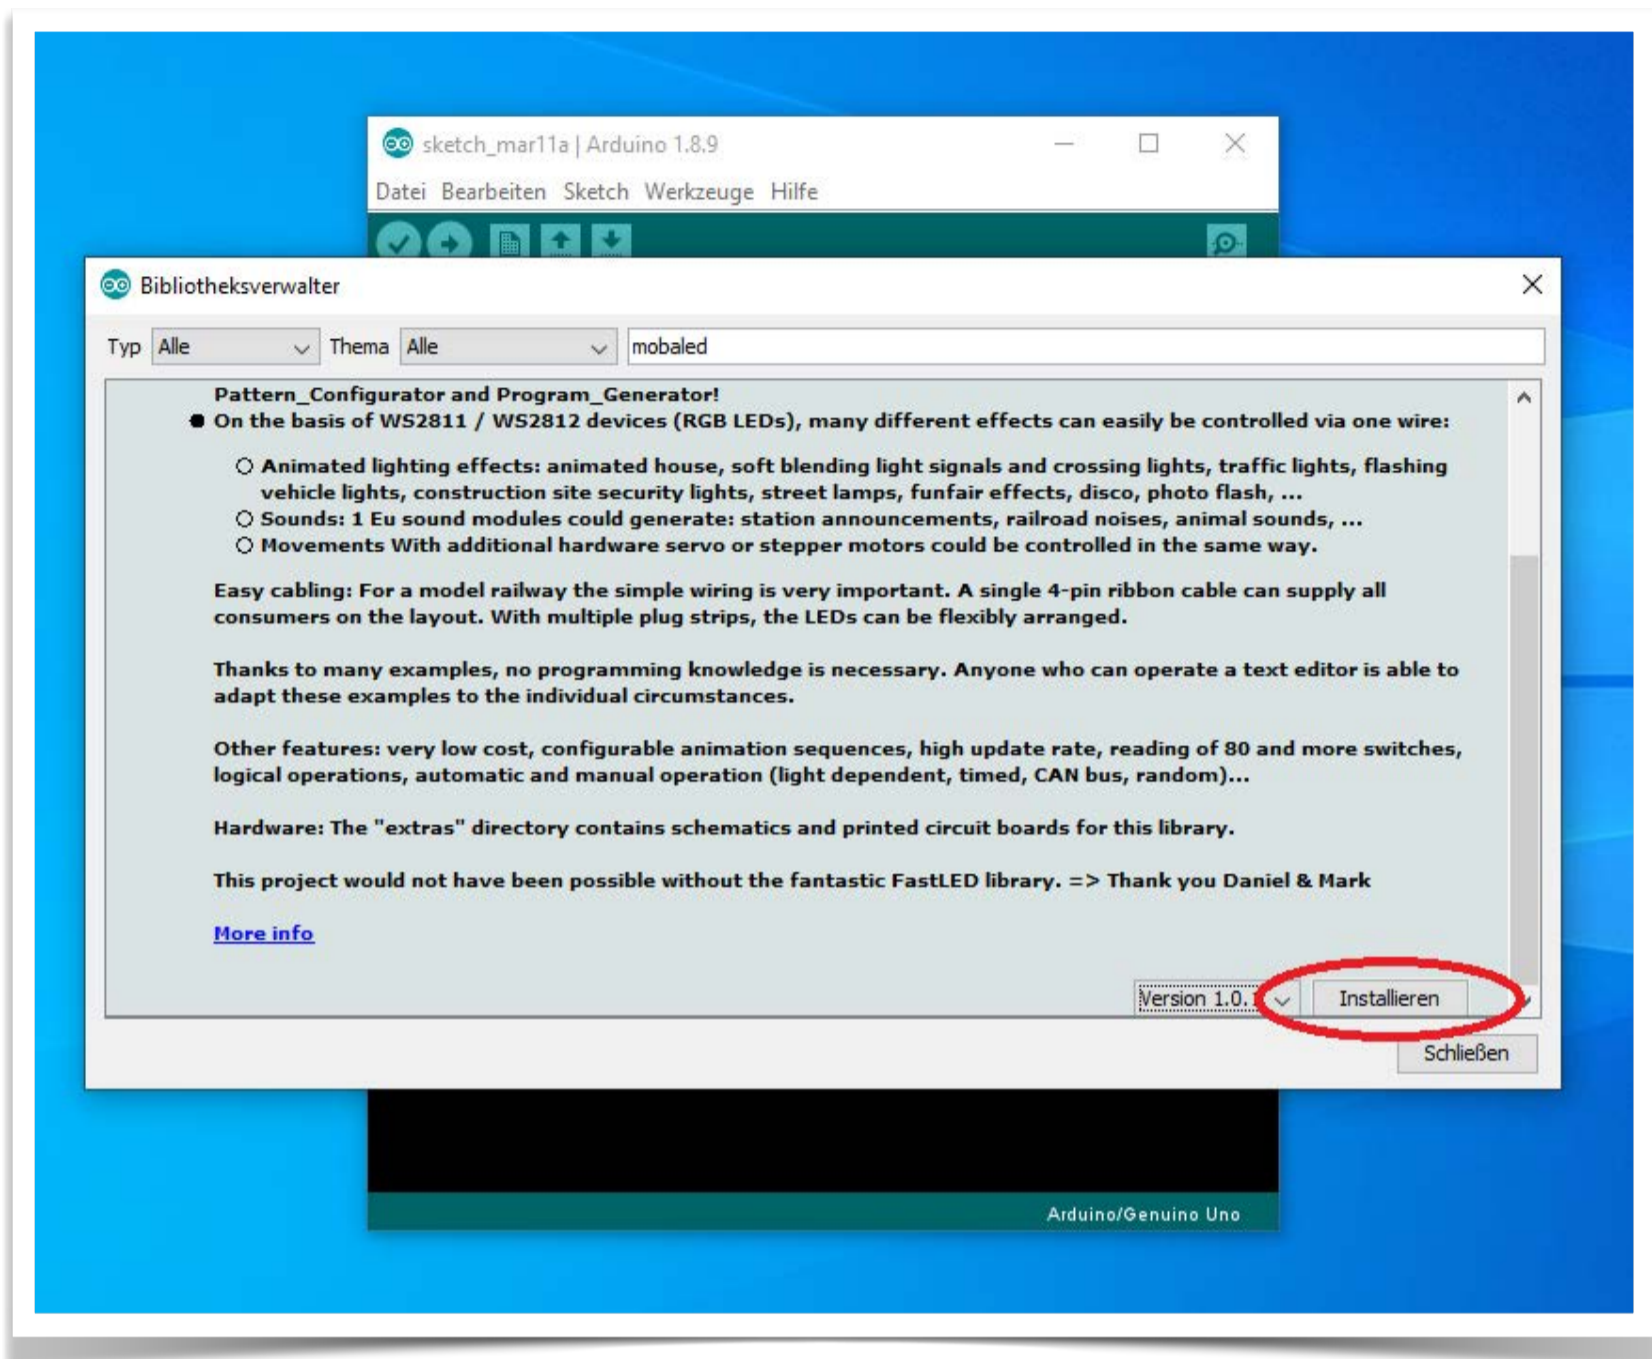 sketch_mar11a | Arduino 1.8.9
Datei Bearbeiten Sketch Werkzeuge Hilfe
Bibliotheksverwalter
Typ Alle Thema Alle mobaled
Pattern_Configurator and Program_Generator!
On the basis of WS2811 / WS2812 devices (RGB LEDs), many different effects can easily be controlled via one wire:
Animated lighting effects: animated house, soft blending light signals and crossing lights, traffic lights, flashing
vehicle lights, construction site security lights, street lamps, funfair effects, disco, photo flash, ...
Sounds: 1 Eu sound modules could generate: station announcements, railroad noises, animal sounds, ...
Movements With additional hardware servo or stepper motors could be controlled in the same way.
Easy cabling: For a model railway the simple wiring is very important. A single 4-pin ribbon cable can supply all
consumers on the layout. With multiple plug strips, the LEDs can be flexibly arranged.
Thanks to many examples, no programming knowledge is necessary. Anyone who can operate a text editor is able to
adapt these examples to the individual circumstances.
Other features: very low cost, configurable animation sequences, high update rate, reading of 80 and more switches,
logical operations, automatic and manual operation (light dependent, timed, CAN bus, random)...
Hardware: The "extras" directory contains schematics and printed circuit boards for this library.
This project would not have been possible without the fantastic FastLED library. => Thank you Daniel & Mark
More info
Version Installieren
Schließen
Arduino/Genuino Uno